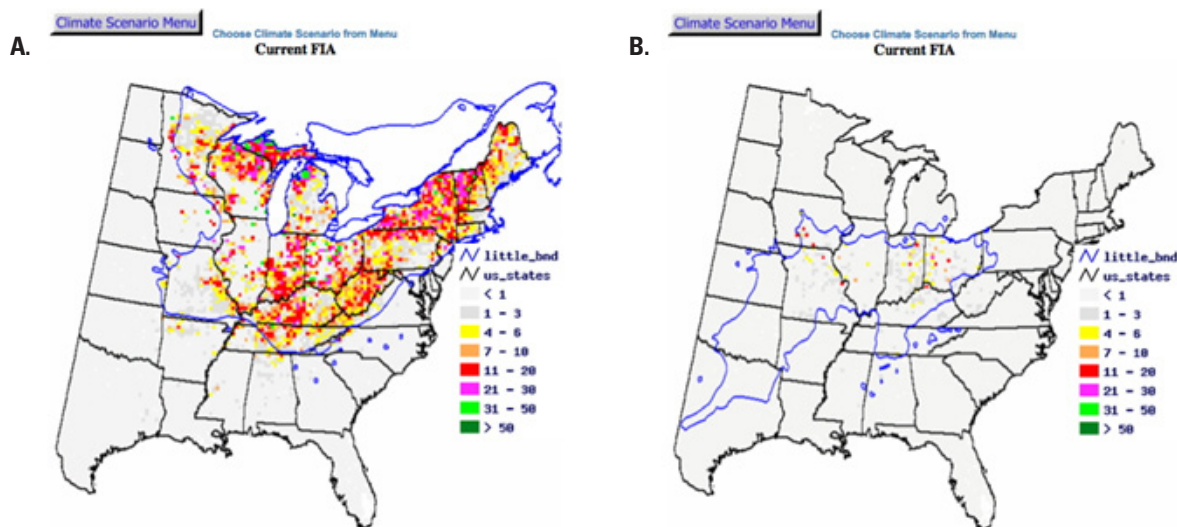 A.
Climate Scenario Menu
Choose Climate Scenario from Menu
Current FIA
little_bnd
us_states
< 1
1 - 3
4 - 6
7 - 10
11 - 20
21 - 30
31 - 50
> 50
B.
Climate Scenario Menu
Choose Climate Scenario from Menu
Current FIA
little_bnd
us_states
< 1
1 - 3
4 - 6
7 - 10
11 - 20
21 - 30
31 - 50
> 50